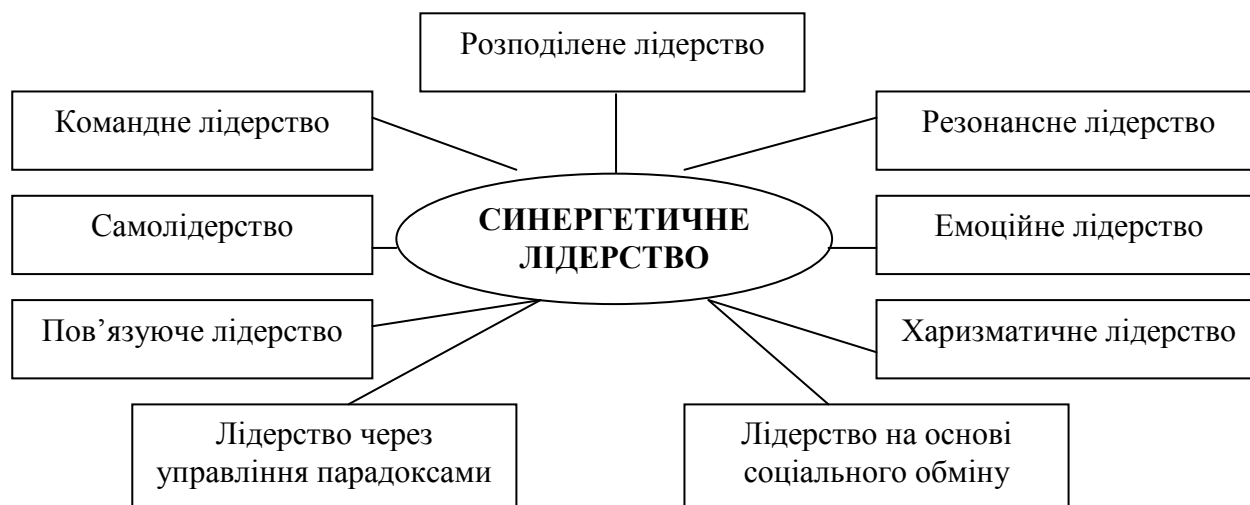 Розподілене лідерство
Командне лідерство
Резонансне лідерство
Самолідерство
СИНЕРГЕТИЧНЕ
ЛІДЕРСТВО
Емоційне лідерство
Пов’язуюче лідерство
Харизматичне лідерство
Лідерство через
управління парадоксами
Лідерство на основі
соціального обміну